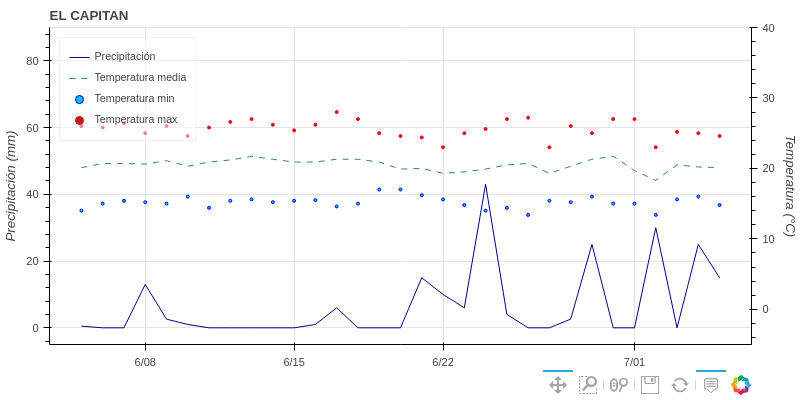 EL CAPITAN
Precipitación
Temperatura media
Temperatura min
Temperatura max
Precipitación (mm)
80
60
40
20
0
Temperatura (°C)
40
30
20
10
0
6/08
6/15
6/22
7/01